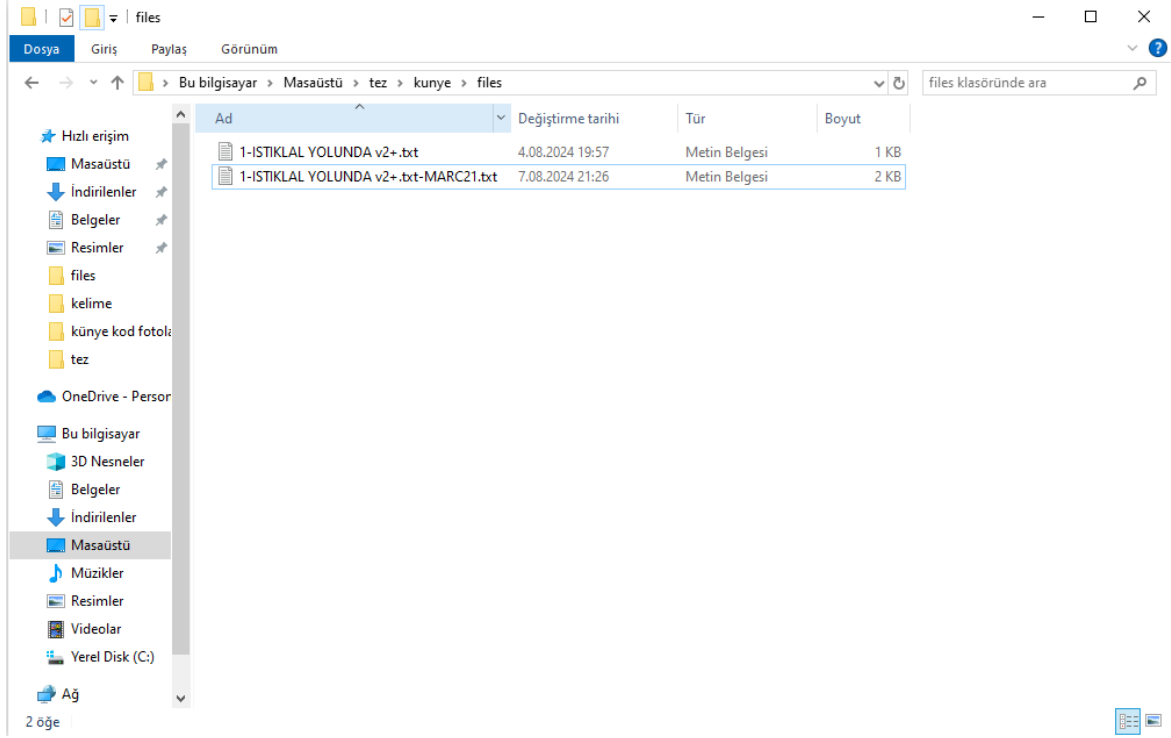 files
Dosya Giriş Paylaş Görünüm
Bu bilgisayar > Masaüstü > tez > kunye > files
files klasöründe ara
Ad Değiştirme tarihi Tür Boyut
1-ISTIKLAL YOLUNDA v2+.txt 4.08.2024 19:57 Metin Belgesi 1 KB
1-ISTIKLAL YOLUNDA v2+.txt-MARC21.txt 7.08.2024 21:26 Metin Belgesi 2 KB
Hızlı erişim
Masaüstü
İndirilenler
Belgeler
Resimler
files
kelime
künye kod fotola
tez
OneDrive - Person
Bu bilgisayar
3D Nesneler
Belgeler
İndirilenler
Masaüstü
Müzikler
Resimler
Videolar
Yerel Disk (C:)
Ağ
2 öğe